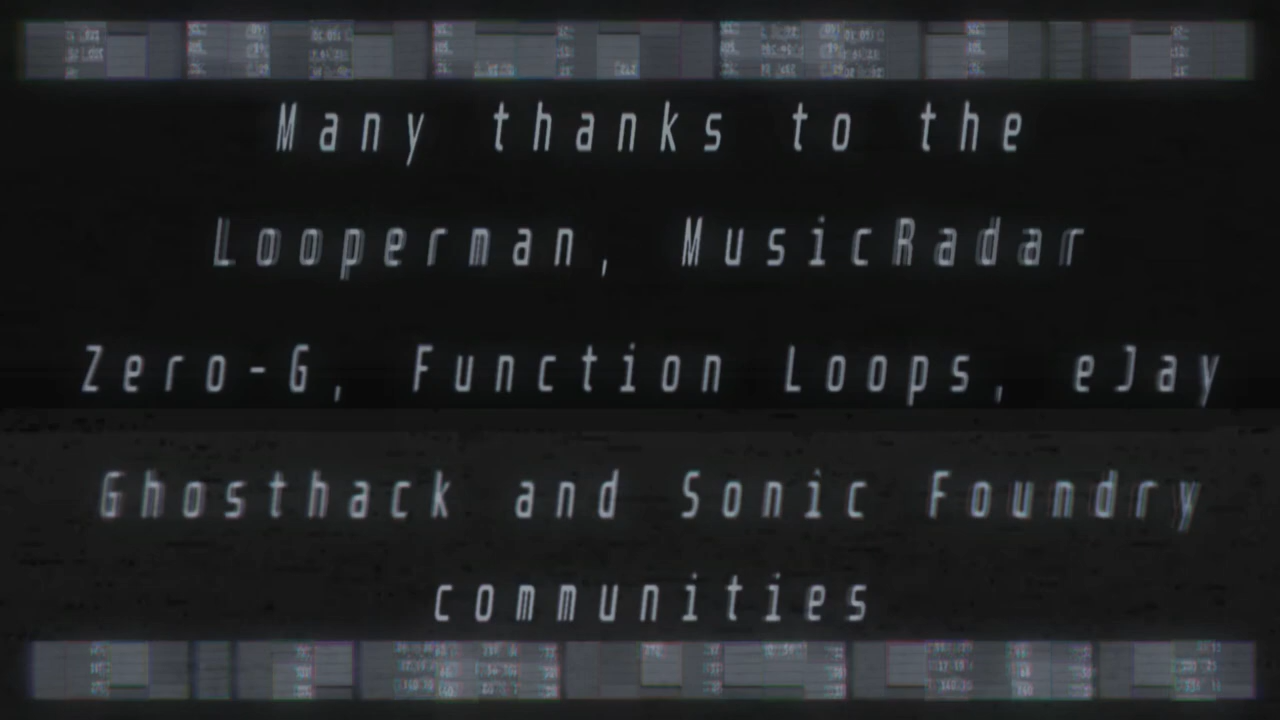 Many thanks to the
Looperman, MusicRadar
Zero-G, Function Loops, eJay
Ghosthack and Sonic Foundry
communities